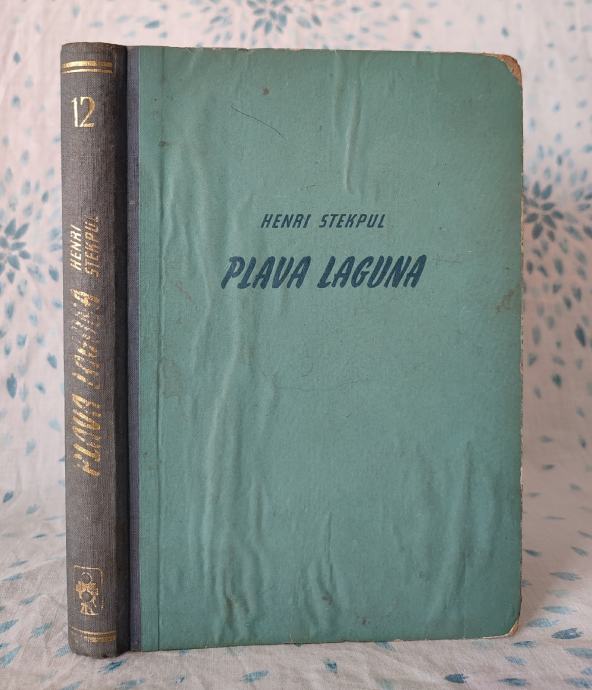 12
HENRI
STEKPUL
PLAVA LAGUNA
HENRI STEKPUL
PLAVA LAGUNA